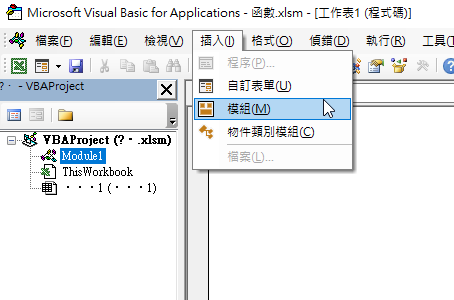 Microsoft Visual Basic for Applications - 函數.xlsm - [工作表1 (程式碼)]
檔案(F) 編輯(E) 檢視(V) 插入(I) 格式(O) 偵錯(D) 執行(R) 工具(T
程序(P)...
? · - VBAProject
自訂表單(U)
模組(M)
物件類別模組(C)
VBAProject (? · .xlsm)
Module1
檔案(L)...
ThisWorkbook
· · · 1 (· · · 1)